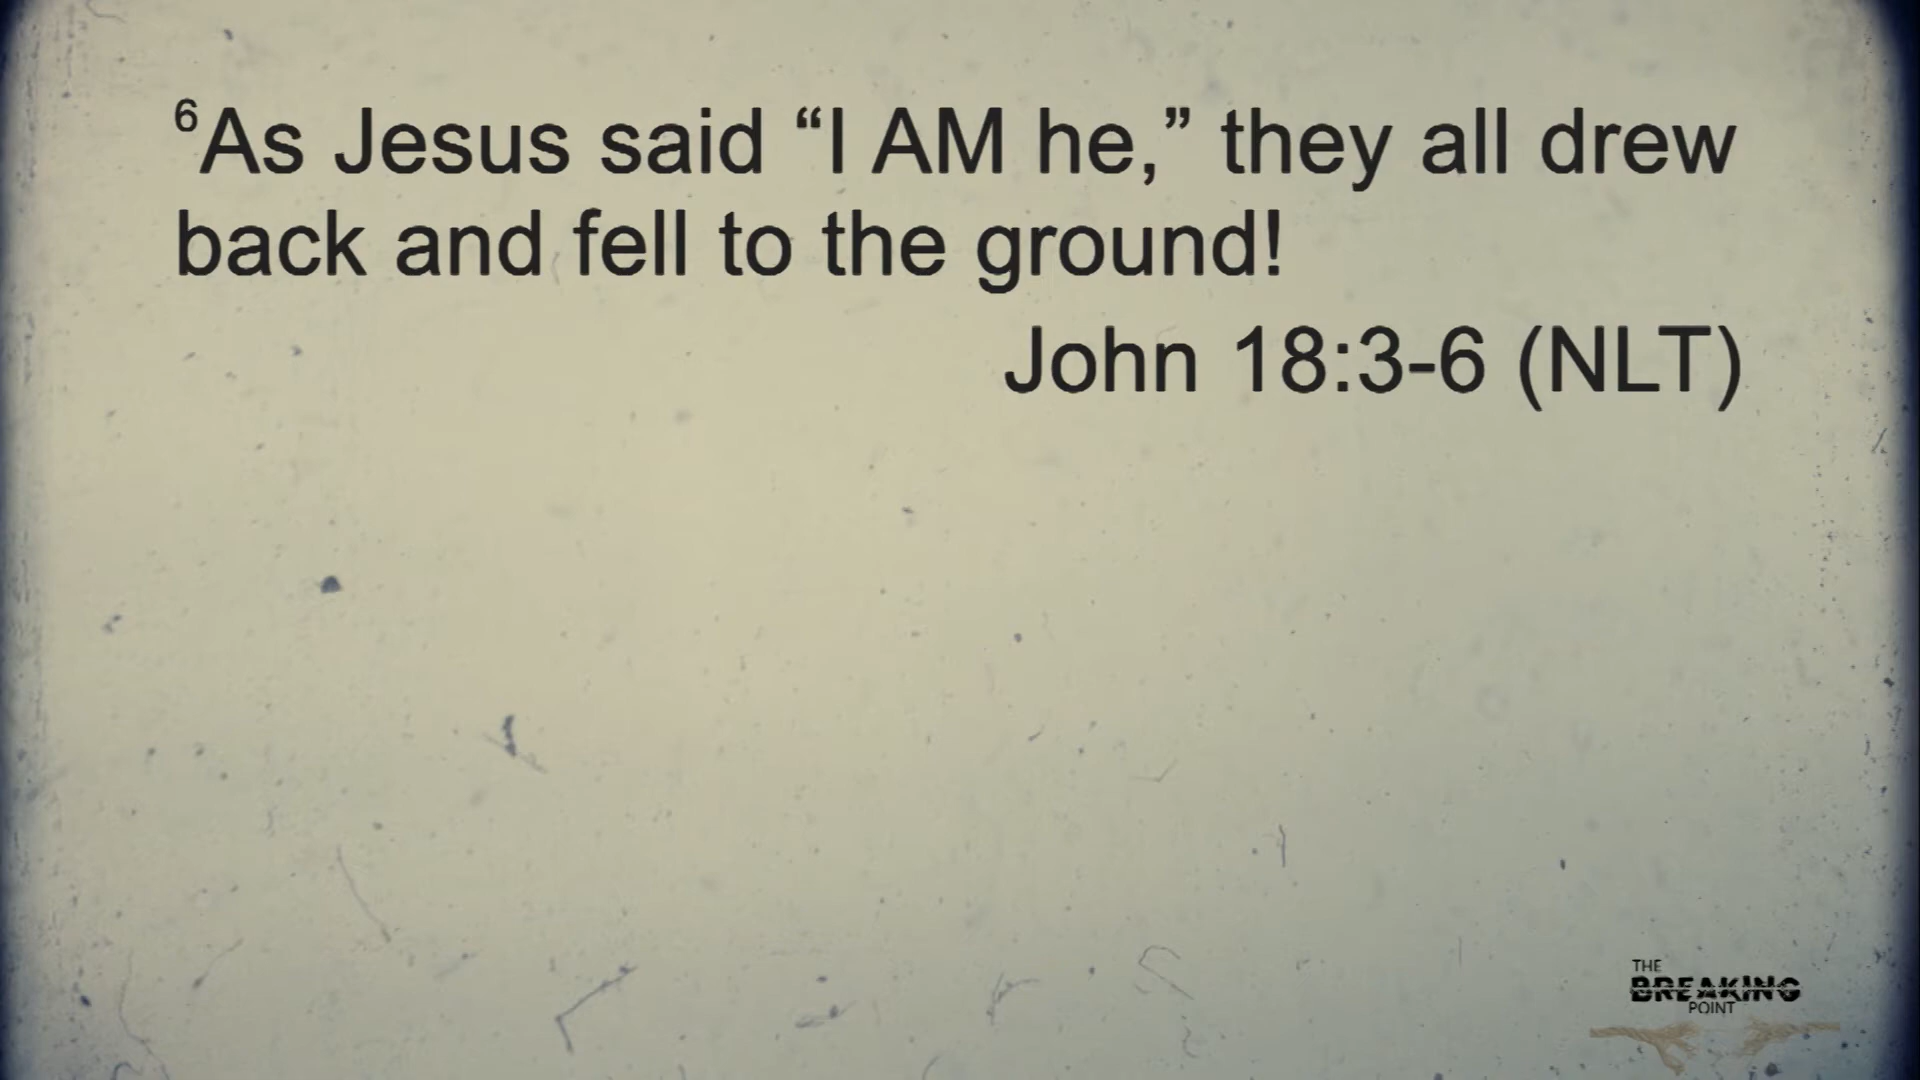 ⁶As Jesus said “I AM he,” they all drew
back and fell to the ground!
John 18:3-6 (NLT)
THE
BREAKING
POINT